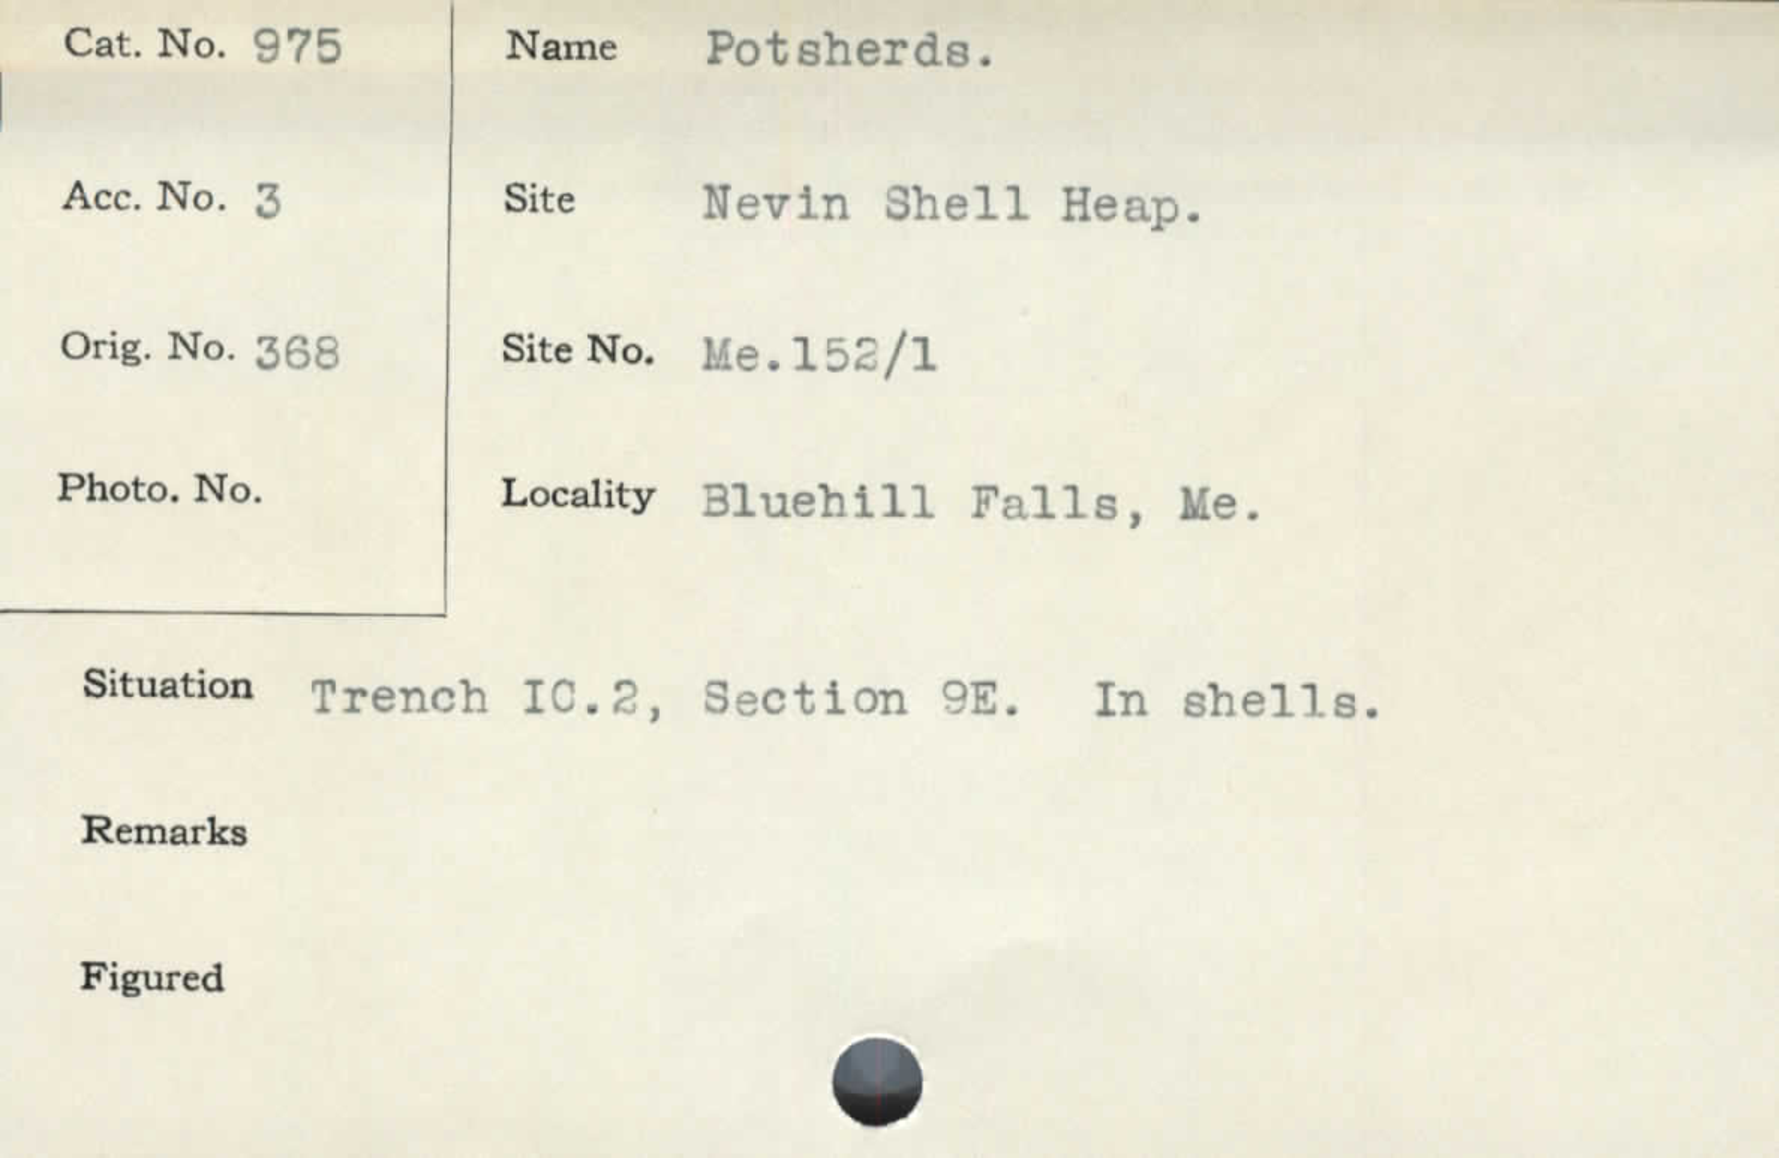 Cat. No. 975
Name Potsherds.
Acc. No. 3
Site Nevin Shell Heap.
Orig. No. 368
Site No. Me.152/1
Photo. No.
Locality Bluehill Falls, Me.
Situation Trench IC.2, Section 9E. In shells.
Remarks
Figured